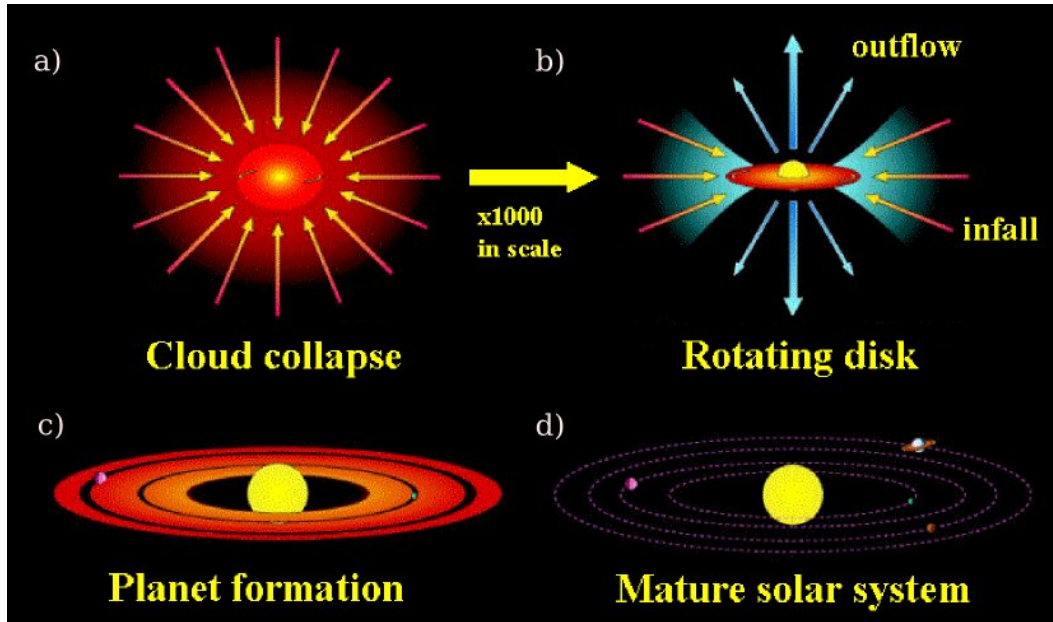 a)
b)
outflow
x1000
in scale
infall
Cloud collapse
Rotating disk
c)
d)
Planet formation
Mature solar system